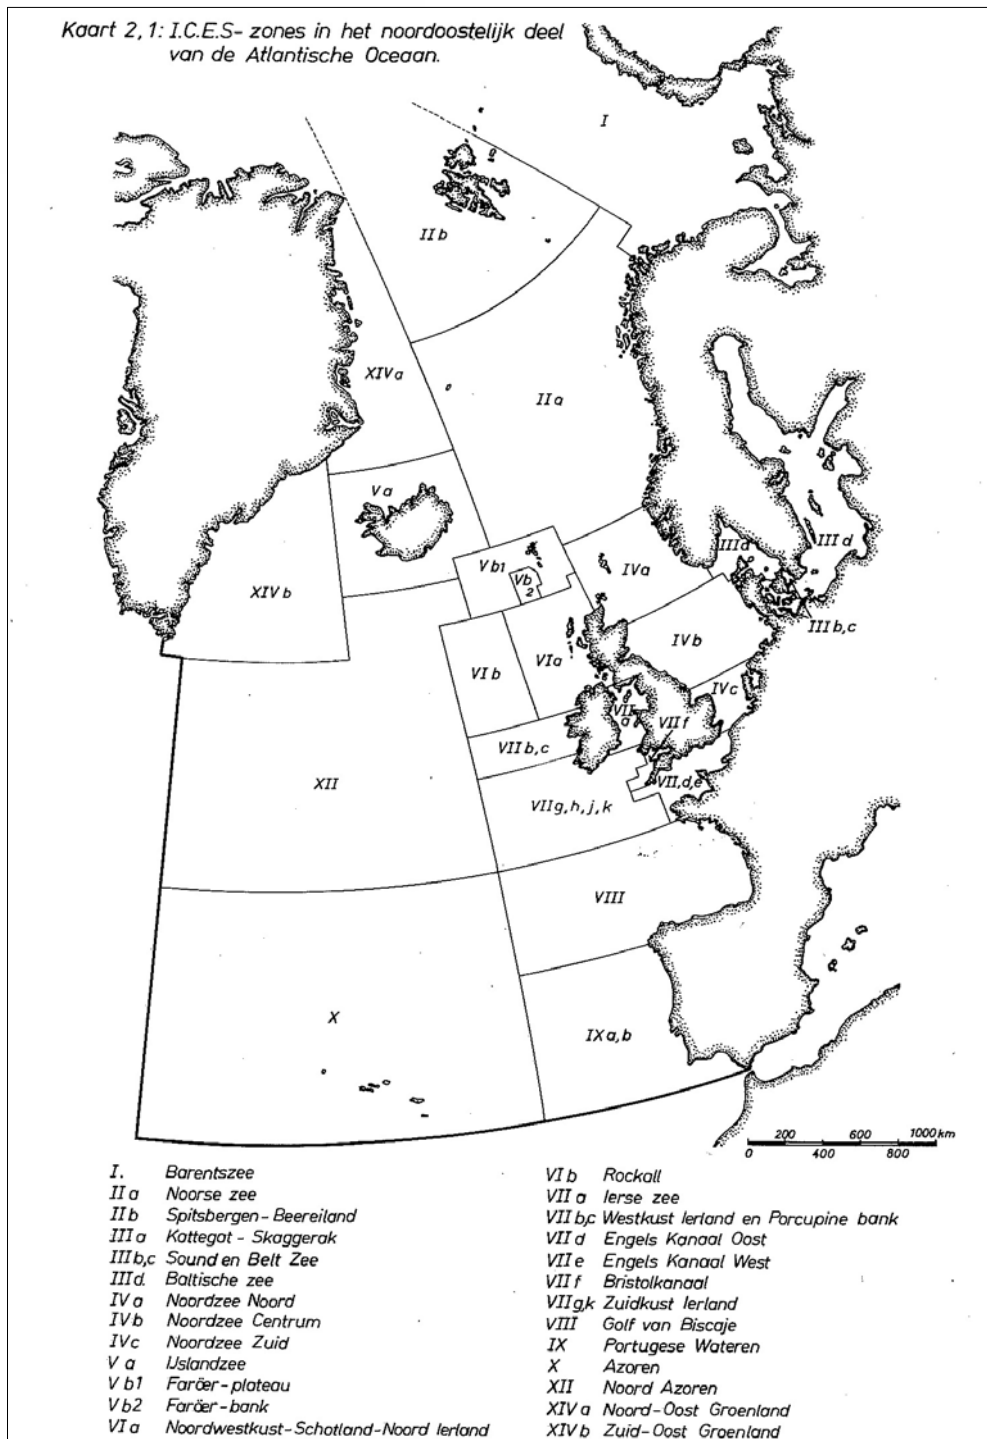 Kaart 2,1: I.C.E.S- zones in het noordoostelijk deel
van de Atlantische Oceaan.
I
II b
XIV a
II a
V a
III a
III d
V b1
Vb
2
IV a
XIV b
III b, c
IV b
VI a
VI b
IV c
VII
a
VII f
VII b, c
VII, d, e
XII
VII g, h, j, k
VIII
X
IX a, b
200 600 1000 km
0 400 800
I. Barentszee
II a Noorse zee
II b Spitsbergen-Beereiland
III a Kattegat - Skaggerak
III b,c Sound en Belt Zee
III d. Baltische zee
IV a Noordzee Noord
IV b Noordzee Centrum
IV c Noordzee Zuid
V a IJslandzee
V b1 Faröer-plateau
V b2 Faröer-bank
VI a Noordwestkust-Schotland-Noord Ierland
VI b Rockall
VII a Ierse zee
VII b,c Westkust Ierland en Porcupine bank
VII d Engels Kanaal Oost
VII e Engels Kanaal West
VII f Bristolkanaal
VII g,k Zuidkust Ierland
VIII Golf van Biscaje
IX Portugese Wateren
X Azoren
XII Noord Azoren
XIV a Noord-Oost Groenland
XIV b Zuid-Oost Groenland